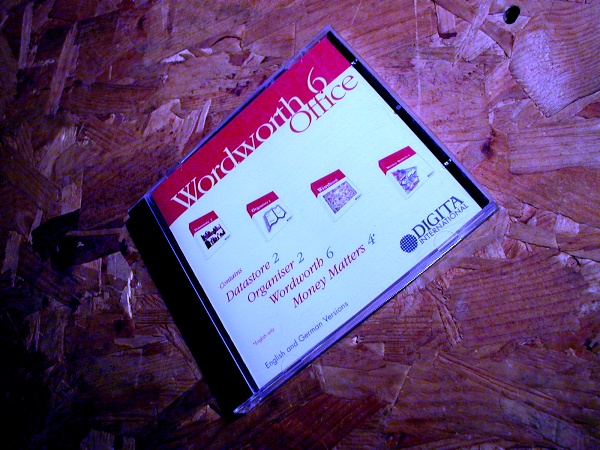 Wordworth 6
Office
Contains
Datastore 2
Organiser 2
Wordworth 6
Money Matters 4*
*English only
English and German Versions
DIGITA
INTERNATIONAL